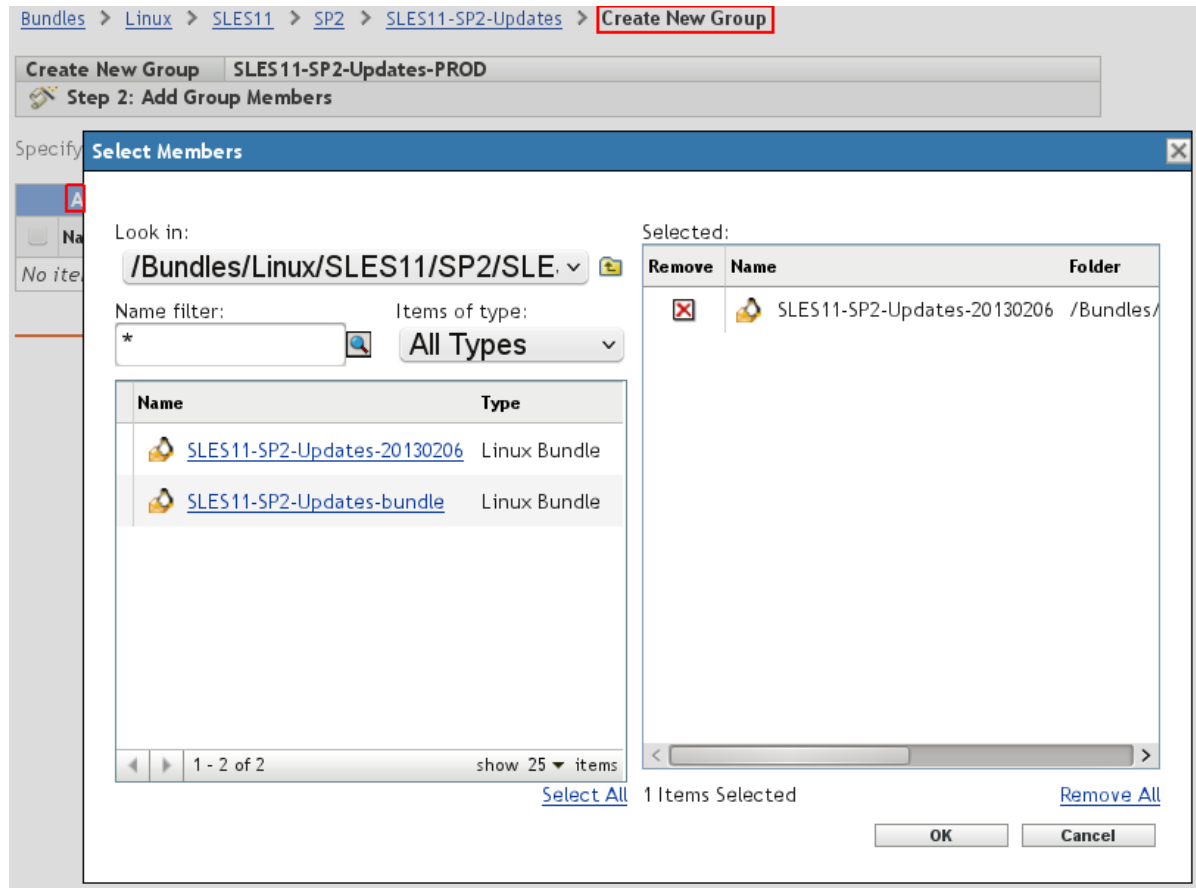 Bundles > Linux > SLES11 > SP2 > SLES11-SP2-Updates > Create New Group
Create New Group SLES11-SP2-Updates-PROD
Step 2: Add Group Members
Specify
Select Members
A
Na
No ite
Look in:
/Bundles/Linux/SLES11/SP2/SLE
Name filter: Items of type:
* All Types
Name Type
SLES11-SP2-Updates-20130206 Linux Bundle
SLES11-SP2-Updates-bundle Linux Bundle
1 - 2 of 2 show 25 items
Select All
Selected:
Remove Name Folder
SLES11-SP2-Updates-20130206 /Bundles/
1 Items Selected Remove All
OK Cancel